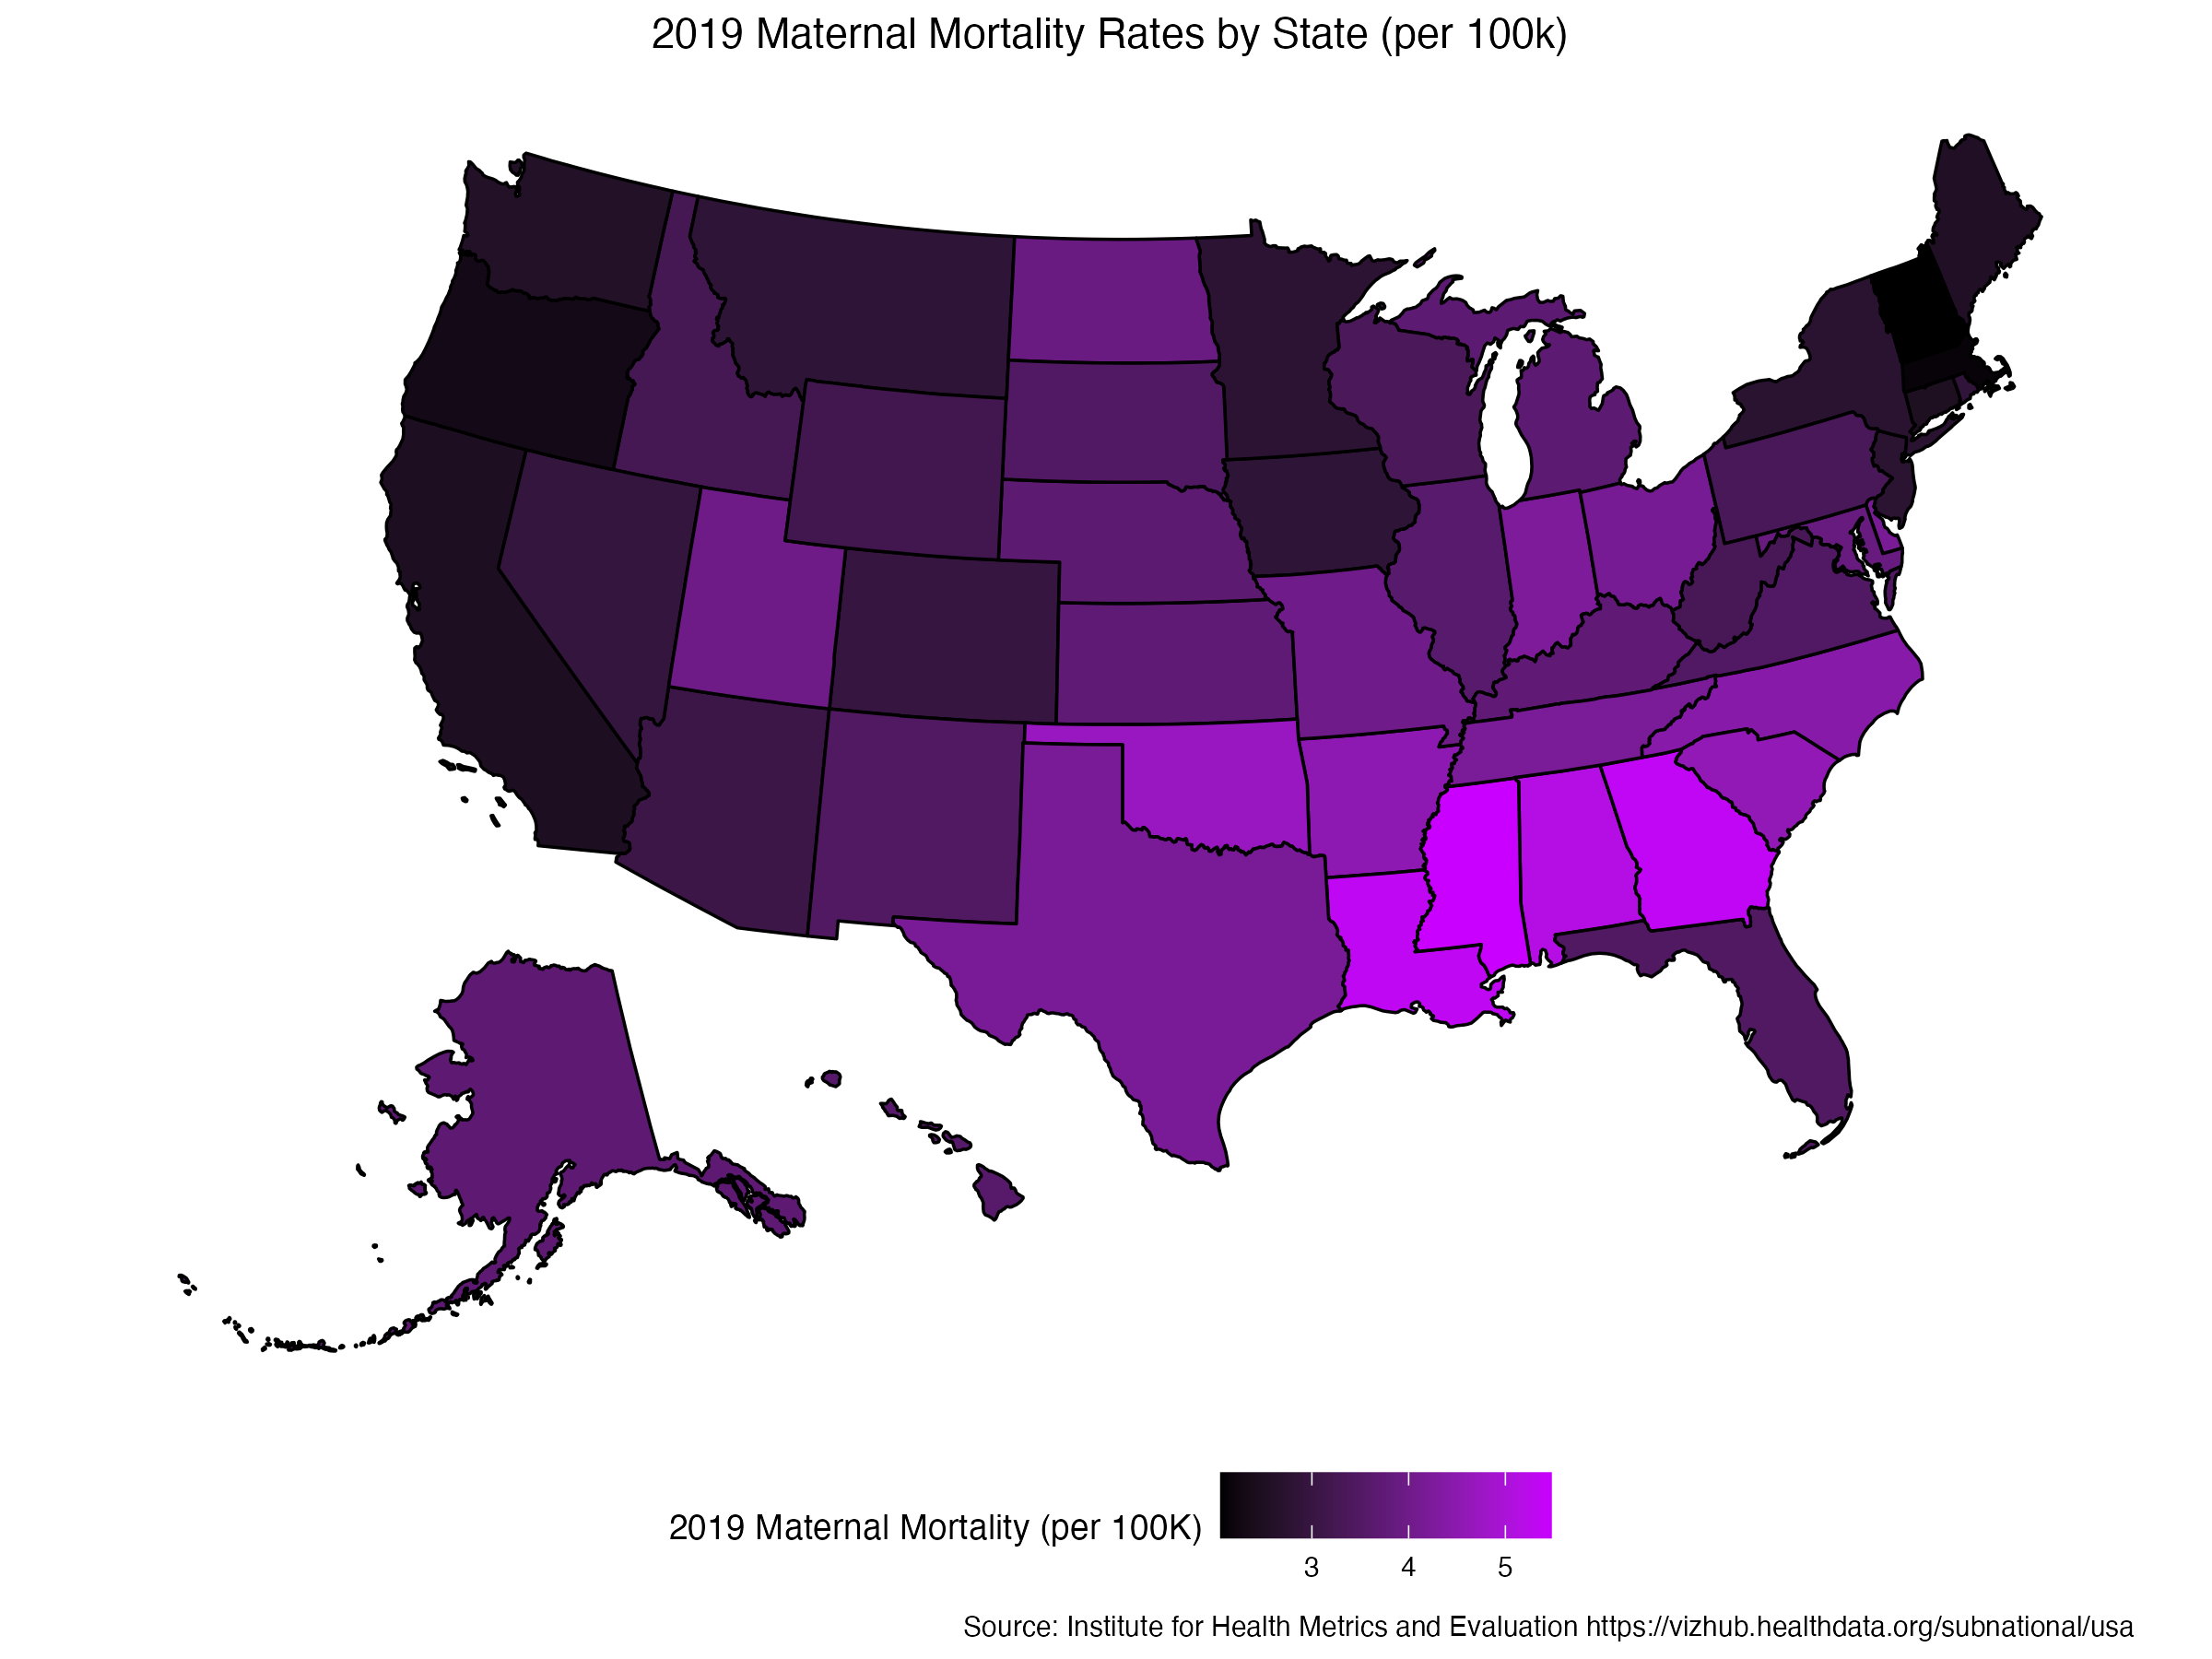 2019 Maternal Mortality Rates by State (per 100k)
2019 Maternal Mortality (per 100K)
3 4 5
Source: Institute for Health Metrics and Evaluation https://vizhub.healthdata.org/subnational/usa